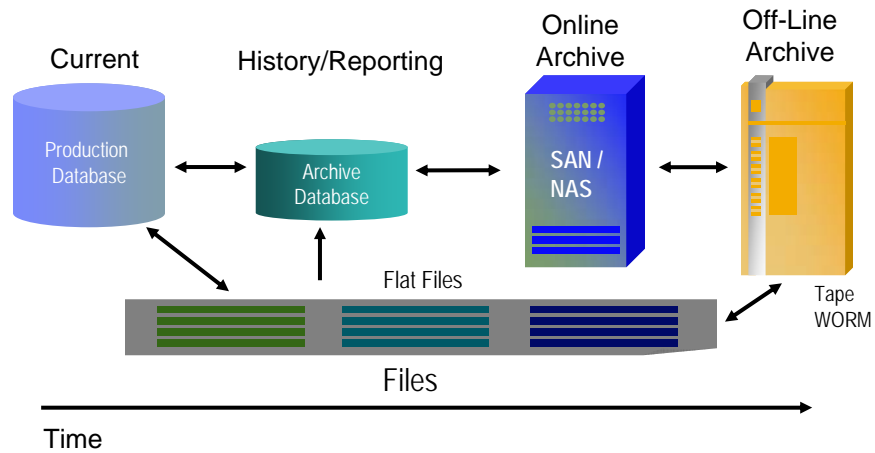 Current
History/Reporting
Online
Archive
Off-Line
Archive
Production
Database
Archive
Database
SAN /
NAS
Flat Files
Tape
WORM
Files
Time